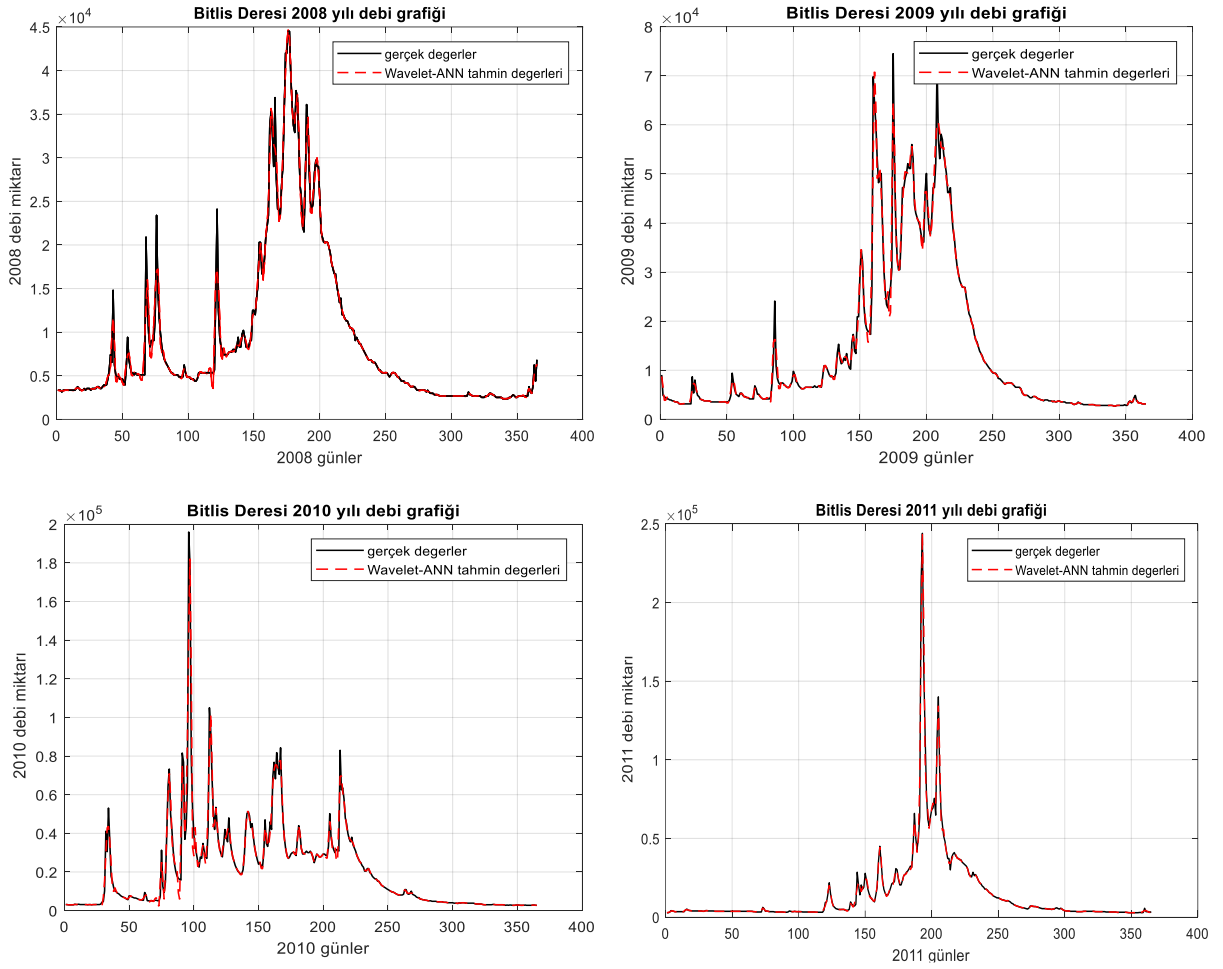 Bitlis Deresi 2008 yılı debi grafiği
×10⁴
4.5
4
3.5
3
2.5
2
1.5
1
0.5
0
2008 debi miktarı
gerçek degerler
Wavelet-ANN tahmin degerleri
0 50 100 150 200 250 300 350 400
2008 günler
Bitlis Deresi 2009 yılı debi grafiği
×10⁴
8
7
6
5
4
3
2
1
0
2009 debi miktarı
gerçek degerler
Wavelet-ANN tahmin degerleri
0 50 100 150 200 250 300 350 400
2009 günler
Bitlis Deresi 2010 yılı debi grafiği
×10⁵
2
1.8
1.6
1.4
1.2
1
0.8
0.6
0.4
0.2
0
2010 debi miktarı
gerçek degerler
Wavelet-ANN tahmin degerleri
0 50 100 150 200 250 300 350 400
2010 günler
Bitlis Deresi 2011 yılı debi grafiği
×10⁵
2.5
2
1.5
1
0.5
0
2011 debi miktarı
gerçek degerler
Wavelet-ANN tahmin degerleri
0 50 100 150 200 250 300 350 400
2011 günler